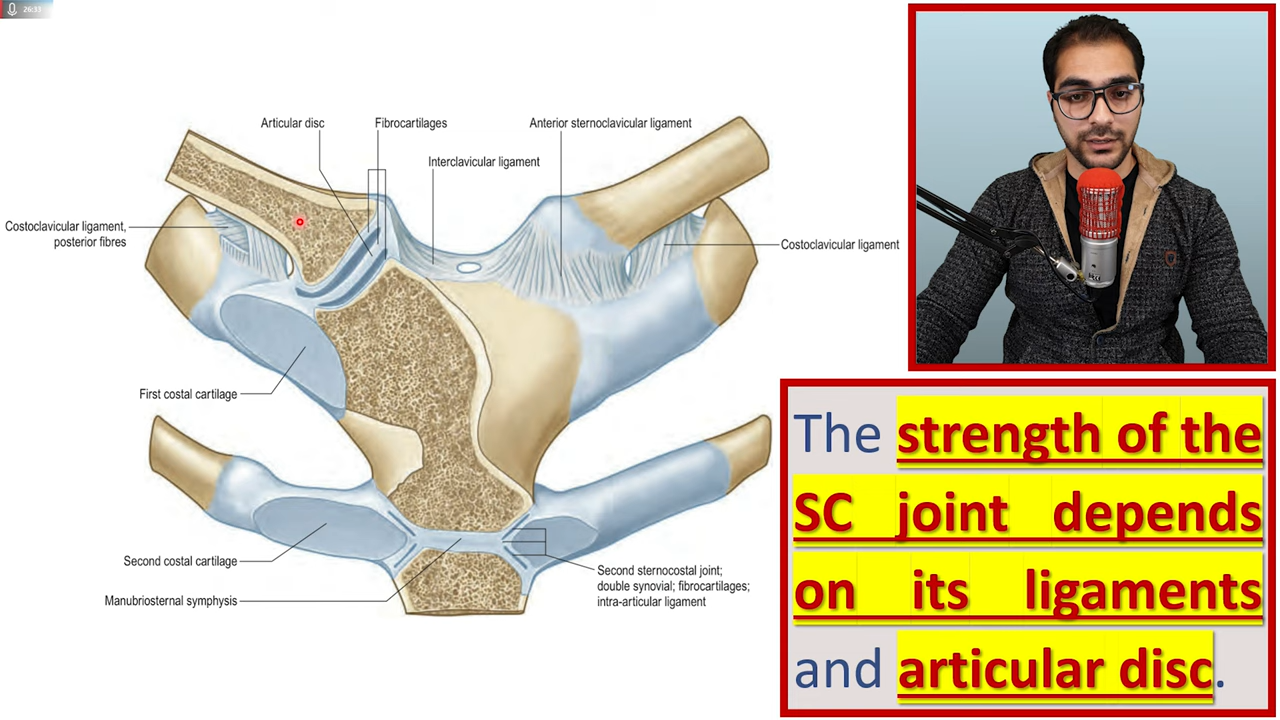 26:33
Articular disc
Fibrocartilages
Anterior sternoclavicular ligament
Interclavicular ligament
Costoclavicular ligament,
posterior fibres
Costoclavicular ligament
First costal cartilage
Second costal cartilage
Manubriosternal symphysis
Second sternocostal joint;
double synovial; fibrocartilages;
intra-articular ligament
The strength of the
SC joint depends
on its ligaments
and articular disc.